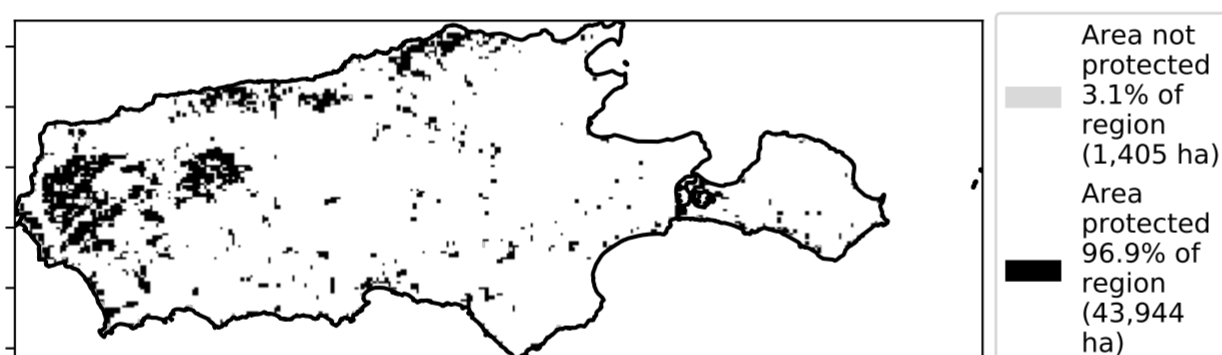 Area not
protected
3.1% of
region
(1,405 ha)
Area
protected
96.9% of
region
(43,944
ha)